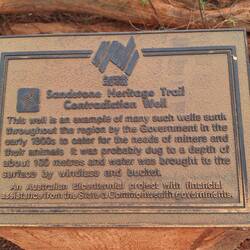 Sandstone Heritage Trail
Contradiction Well
This well is an example of many such wells sunk
throughout the region by the Government in the
early 1900s to cater for the needs of miners and
their animals. It was probably dug to a depth of
about 100 metres and water was brought to the
surface by windlass and bucket.
An Australian Bicentennial project with financial
assistance from the State & Commonwealth governments.